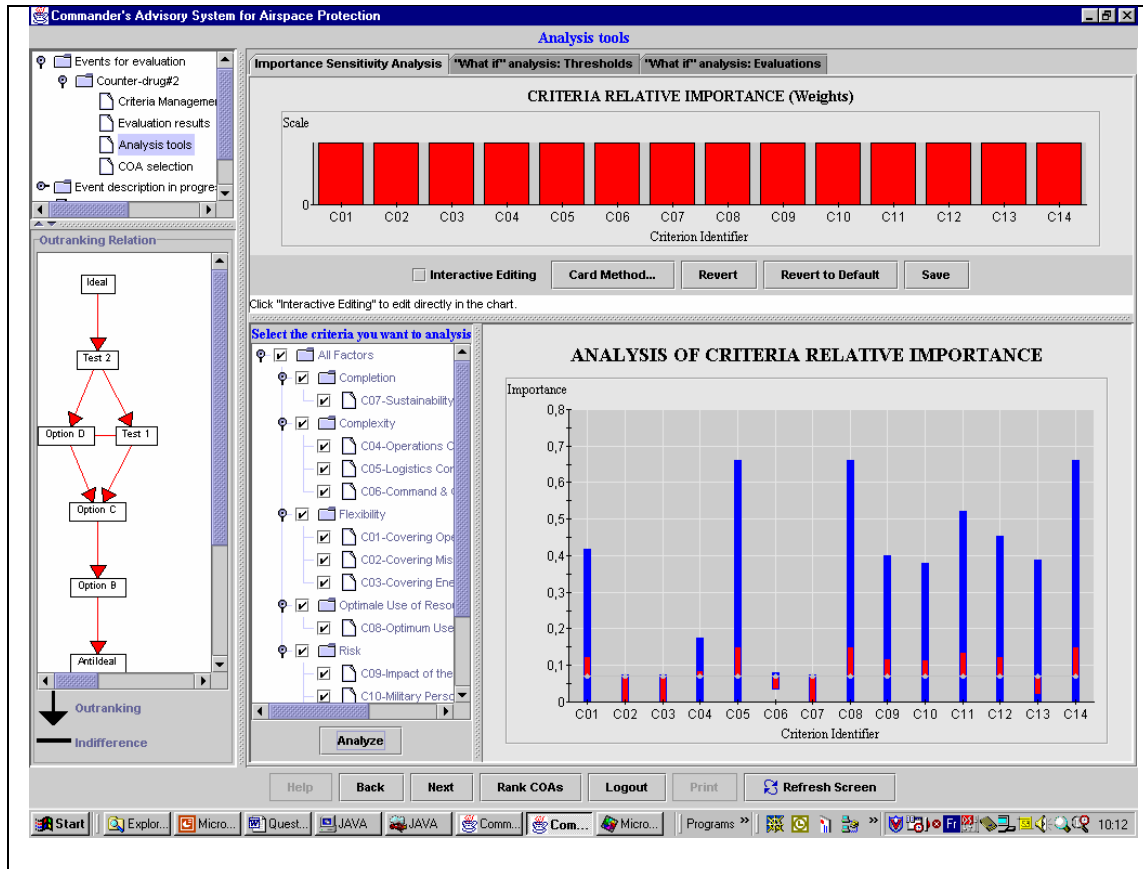 Commander's Advisory System for Airspace Protection
Analysis tools
Events for evaluation
Counter-drug#2
Criteria Managemer
Evaluation results
Analysis tools
COA selection
Event description in progre
Importance Sensitivity Analysis
"What if" analysis: Thresholds
"What if" analysis: Evaluations
CRITERIA RELATIVE IMPORTANCE (Weights)
Scale
0
C01 C02 C03 C04 C05 C06 C07 C08 C09 C10 C11 C12 C13 C14
Criterion Identifier
Interactive Editing Card Method... Revert Revert to Default Save
Click "Interactive Editing" to edit directly in the chart.
Outranking Relation
Ideal
Test 2
Option D Test 1
Option C
Option B
AntiIdeal
Outranking
Indifference
Select the criteria you want to analysis
All Factors
Completion
C07-Sustainability
Complexity
C04-Operations C
C05-Logistics Cor
C06-Command &
Flexibility
C01-Covering Ope
C02-Covering Mis
C03-Covering Ene
Optimale Use of Reso
C08-Optimum Use
Risk
C09-Impact of the
C10-Military Perso
Analyze
ANALYSIS OF CRITERIA RELATIVE IMPORTANCE
Importance
0,8
0,7
0,6
0,5
0,4
0,3
0,2
0,1
0
C01 C02 C03 C04 C05 C06 C07 C08 C09 C10 C11 C12 C13 C14
Criterion Identifier
Help Back Next Rank COAs Logout Print Refresh Screen
Start Explor... Micro... Quest... JAVA JAVA Comm... Com... Micro... Programs » » Fr 10:12